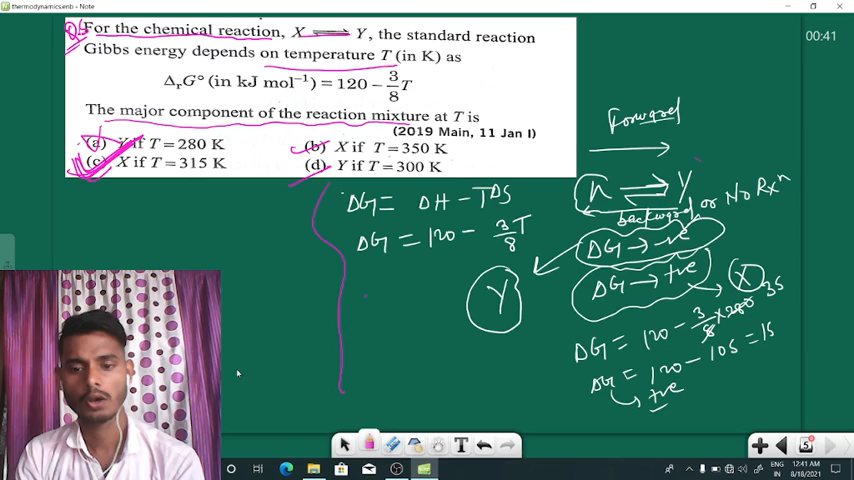 thermodynamics.enb - Note
00:41
Q5
For the chemical reaction, X ⇌ Y, the standard reaction
Gibbs energy depends on temperature T (in K) as
ΔrG° (in kJ mol⁻¹) = 120 − 3/8 T
The major component of the reaction mixture at T is
(2019 Main, 11 Jan I)
(a) Y if T = 280 K
(b) X if T = 350 K
(c) X if T = 315 K
(d) Y if T = 300 K
ΔG = ΔH − TΔS
ΔG = 120 − 3/8 T
Forward
X ⇌ Y
backward or No Rxⁿ
ΔG → −ve
ΔG → +ve
Y
X
35
ΔG = 120 − 3/8 × 280
ΔG = 120 − 105 = 15
+ve
T
5
ENG
IN
12:41 AM
8/18/2021